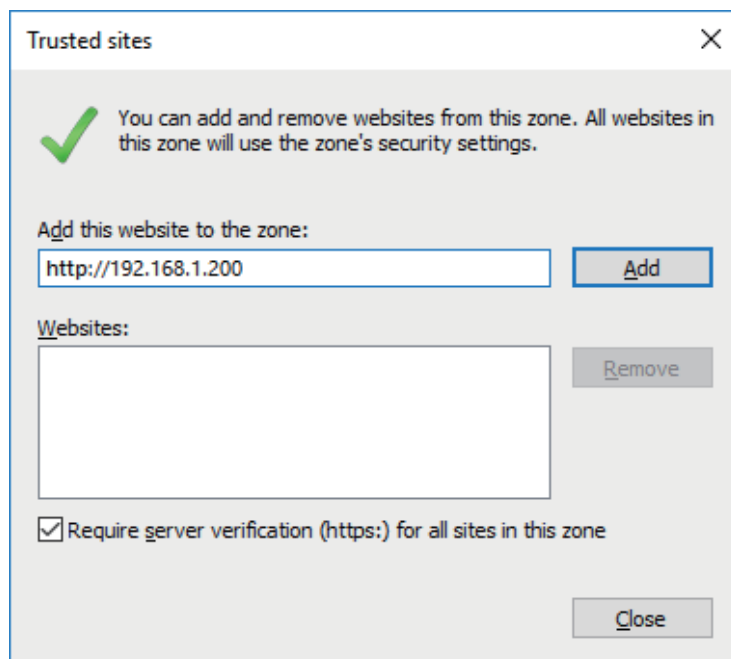 Trusted sites
You can add and remove websites from this zone. All websites in
this zone will use the zone's security settings.
Add this website to the zone:
http://192.168.1.200
Add
Websites:
Remove
Require server verification (https:) for all sites in this zone
Close